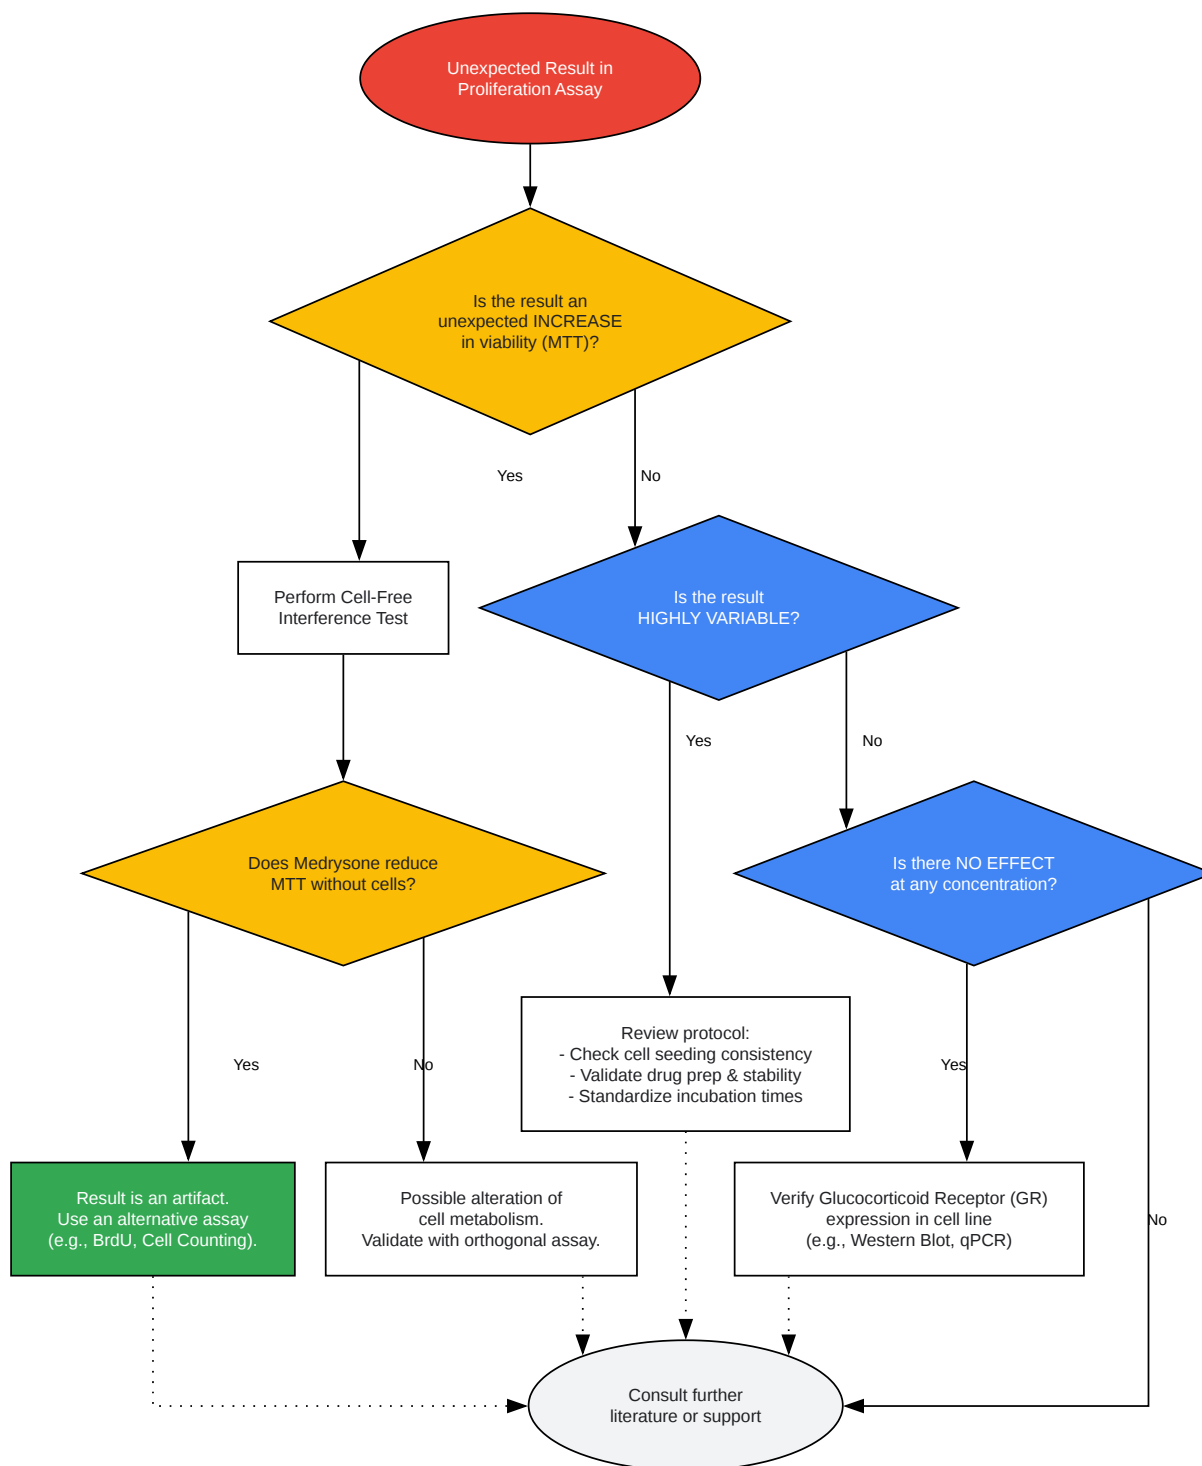 Unexpected Result in
Proliferation Assay
Is the result an
unexpected INCREASE
in viability (MTT)?
Yes
No
Perform Cell-Free
Interference Test
Is the result
HIGHLY VARIABLE?
Yes
No
Does Medrysone reduce
MTT without cells?
Is there NO EFFECT
at any concentration?
Review protocol:
- Check cell seeding consistency
- Validate drug prep & stability
- Standardize incubation times
Yes
No
Yes
Result is an artifact.
Use an alternative assay
(e.g., BrdU, Cell Counting).
Possible alteration of
cell metabolism.
Validate with orthogonal assay.
Verify Glucocorticoid Receptor (GR)
expression in cell line
(e.g., Western Blot, qPCR)
No
Consult further
literature or support